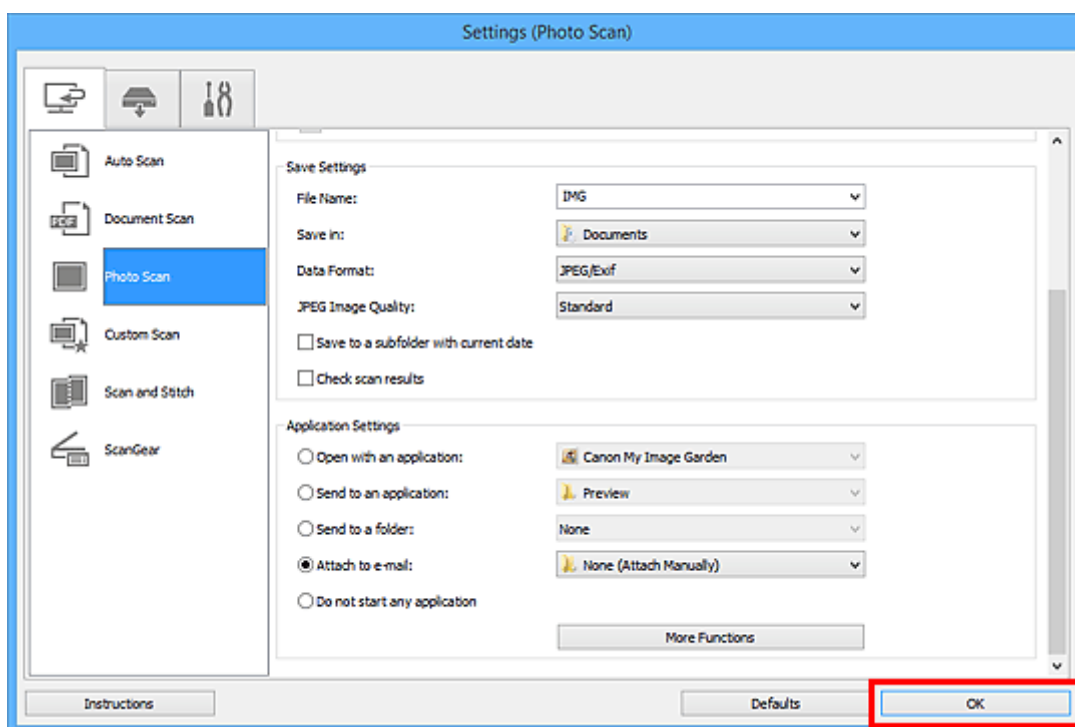 Settings (Photo Scan)
Auto Scan
PDF
Document Scan
Photo Scan
Custom Scan
Scan and Stitch
ScanGear
Save Settings
File Name: IMG
Save in: Documents
Data Format: JPEG/Exif
JPEG Image Quality: Standard
Save to a subfolder with current date
Check scan results
Application Settings
Open with an application: Canon My Image Garden
Send to an application: Preview
Send to a folder: None
Attach to e-mail: None (Attach Manually)
Do not start any application
More Functions
Instructions Defaults OK